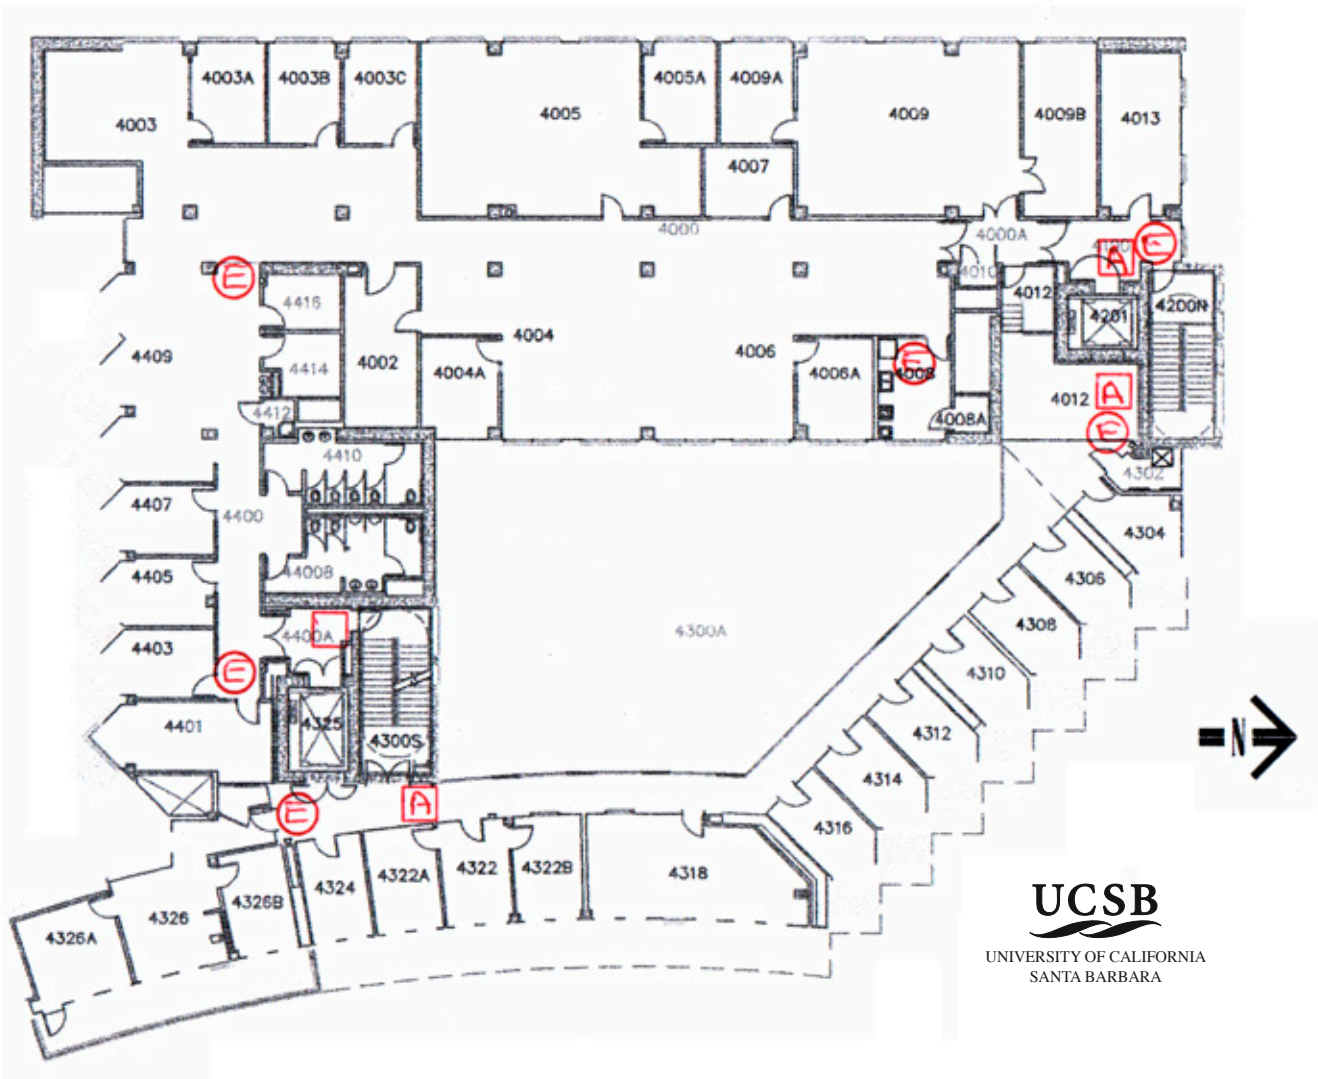 4003A 4003B 4003C 4005A 4009A
4003 4005 4009 4009B 4013
4007
4000 4000A 4100
E E
A
4010
4416 4012 4201 4200N
4409 4414 4002 4004 4006 4008
E
4004A 4006A 4012 A
4412 4008A E
4410 4302
4407 4400 4304
4405 4400B 4306
4403 4400A 4300A 4308
E 4310
4401 4325 4300S 4312 N
4314
E A 4316
4324 4322A 4322 4322B 4318
4326A 4326 4326B
UCSB
UNIVERSITY OF CALIFORNIA
SANTA BARBARA